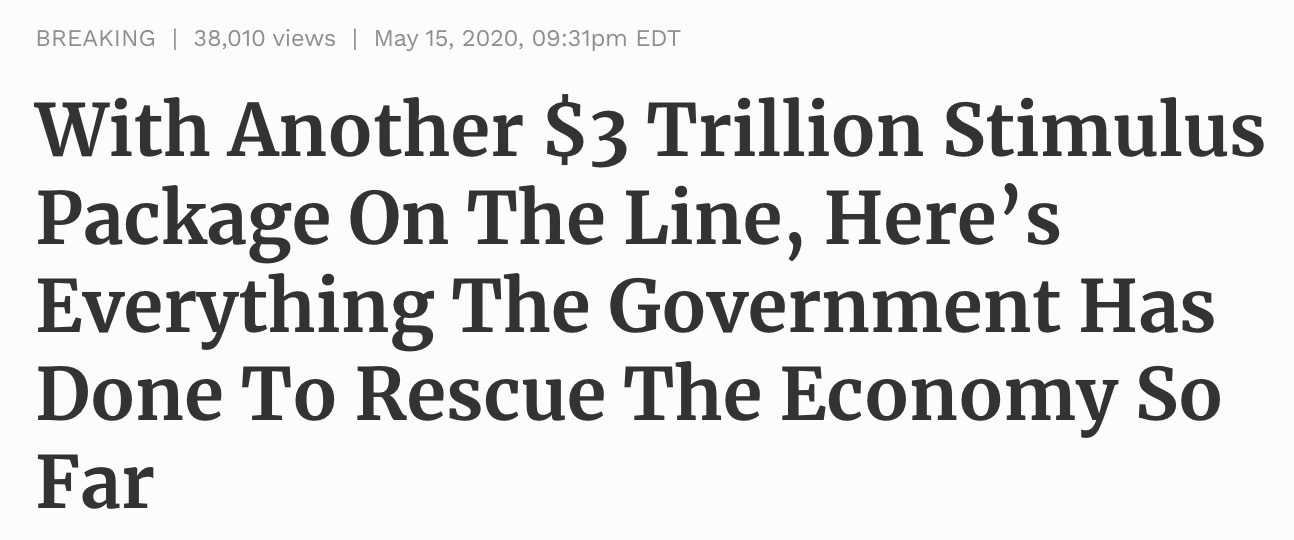 BREAKING | 38,010 views | May 15, 2020, 09:31pm EDT
With Another $3 Trillion Stimulus
Package On The Line, Here’s
Everything The Government Has
Done To Rescue The Economy So
Far